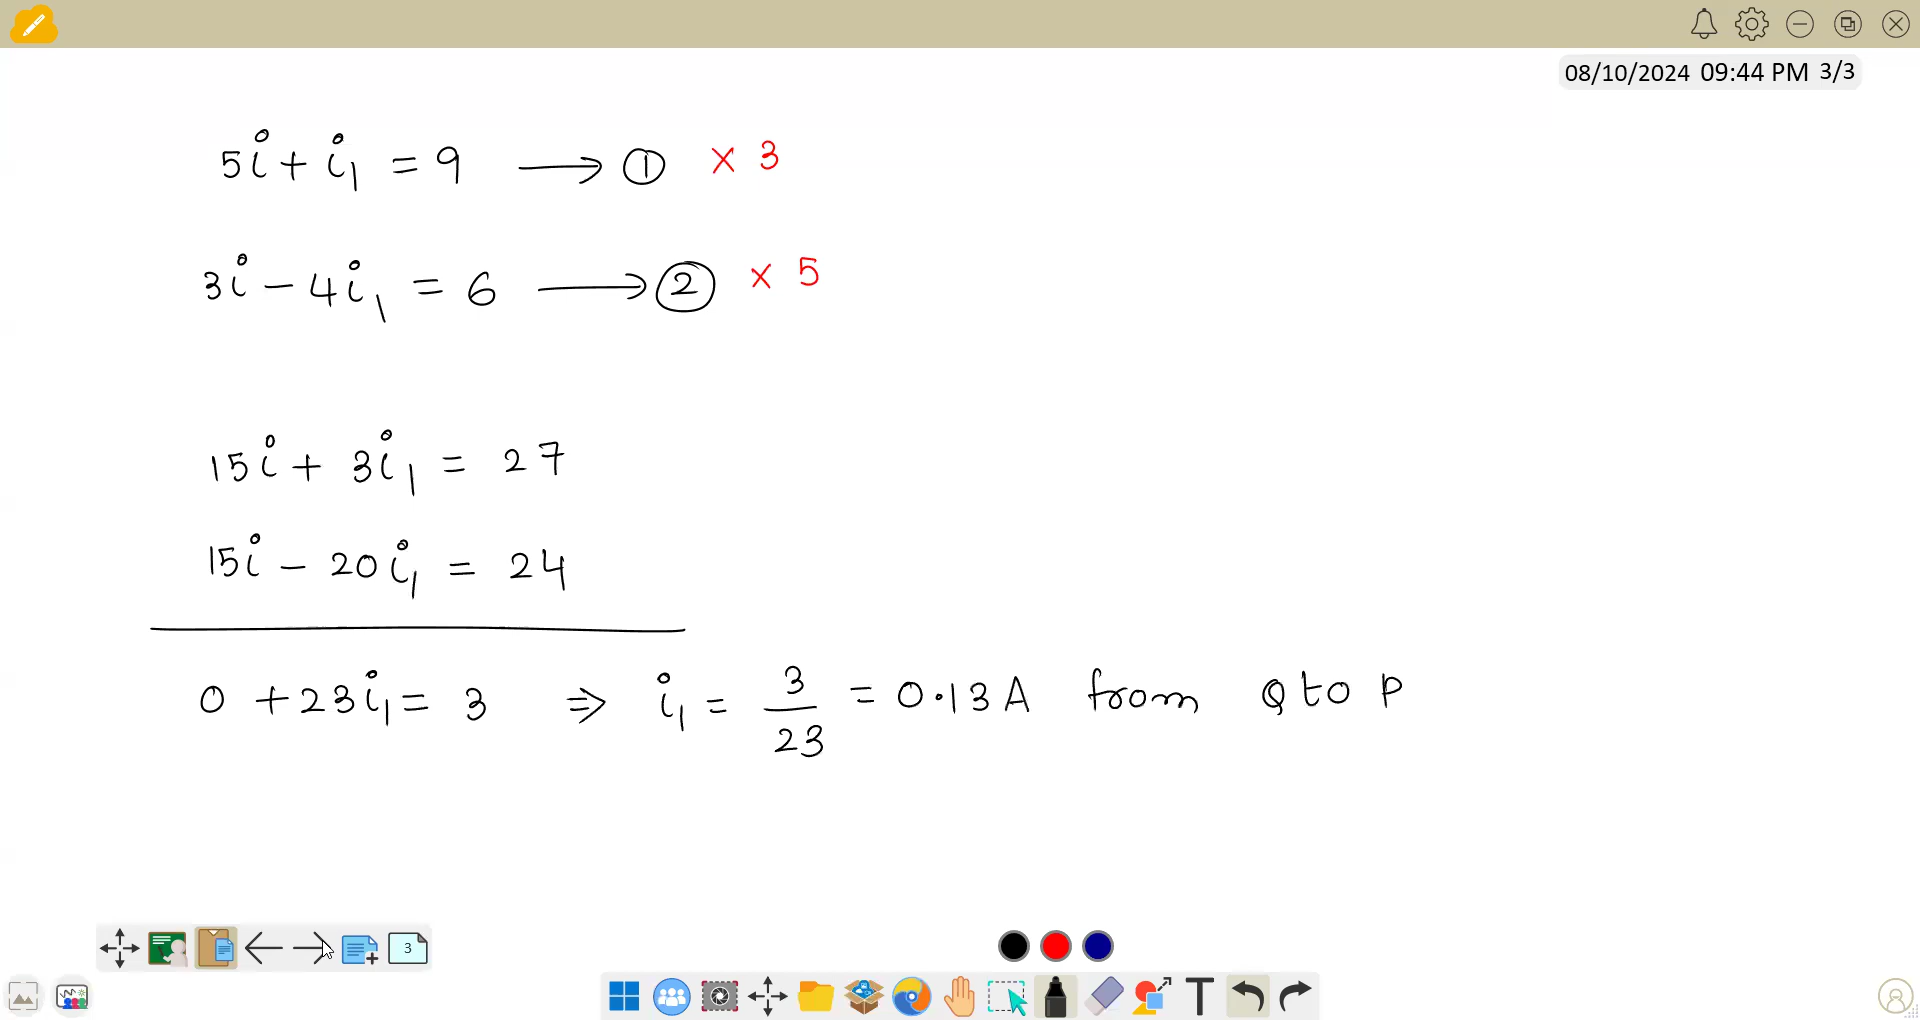 08/10/2024 09:44 PM 3/3
5i + i₁ = 9 ⟶ ① × 3
3i − 4i₁ = 6 ⟶ ② × 5
15i + 3i₁ = 27
15i − 20i₁ = 24
0 + 23i₁ = 3 ⇒ i₁ = 3/23 = 0.13A from Q to P
3
T